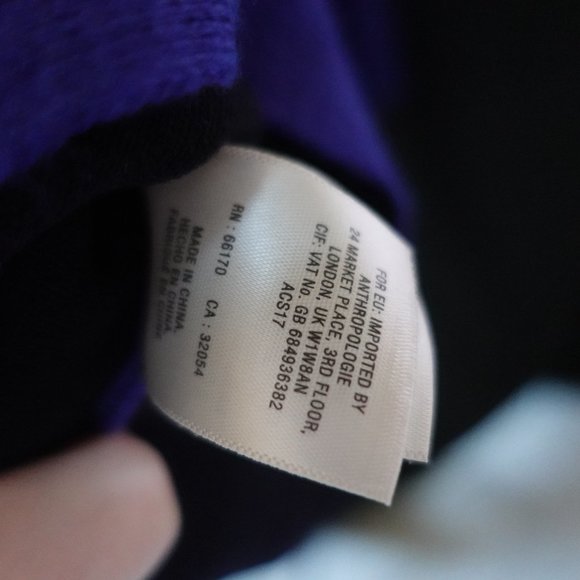 FOR EU: IMPORTED BY
ANTHROPOLOGIE
24 MARKET PLACE, 3RD FLOOR,
LONDON, UK W1W8AN
CIF: VAT No. GB 684936382
ACS17
RN : 66170 CA : 32054
MADE IN CHINA
HECHO EN CHINA
FABRIQUÉ EN CHINE